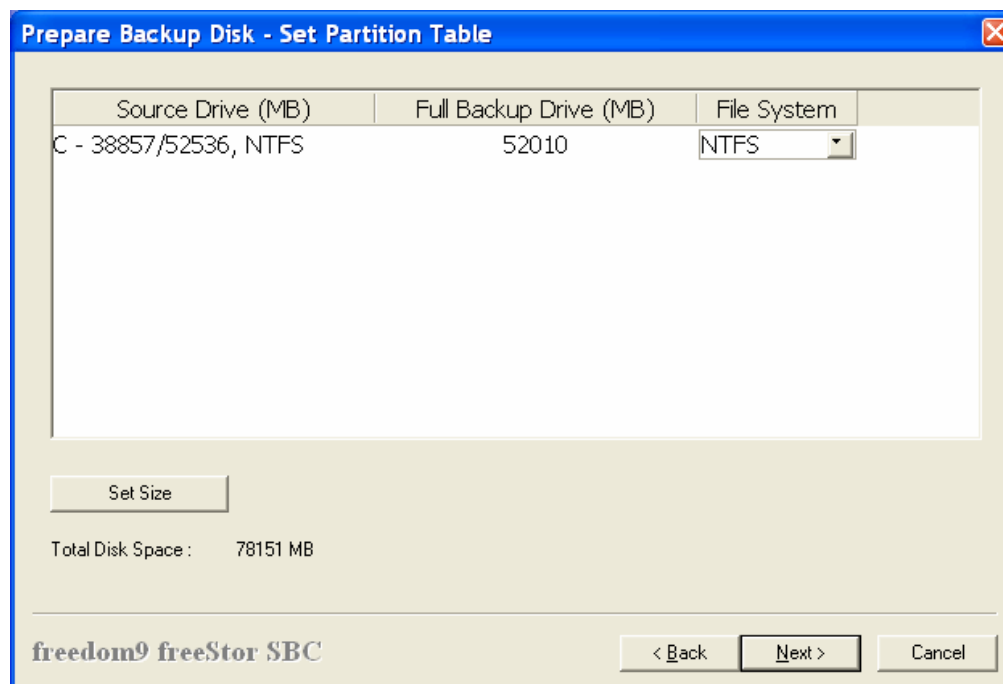 Prepare Backup Disk - Set Partition Table
Source Drive (MB) Full Backup Drive (MB) File System
C - 38857/52536, NTFS 52010 NTFS
Set Size
Total Disk Space : 78151 MB
freedom9 freeStor SBC < Back Next > Cancel